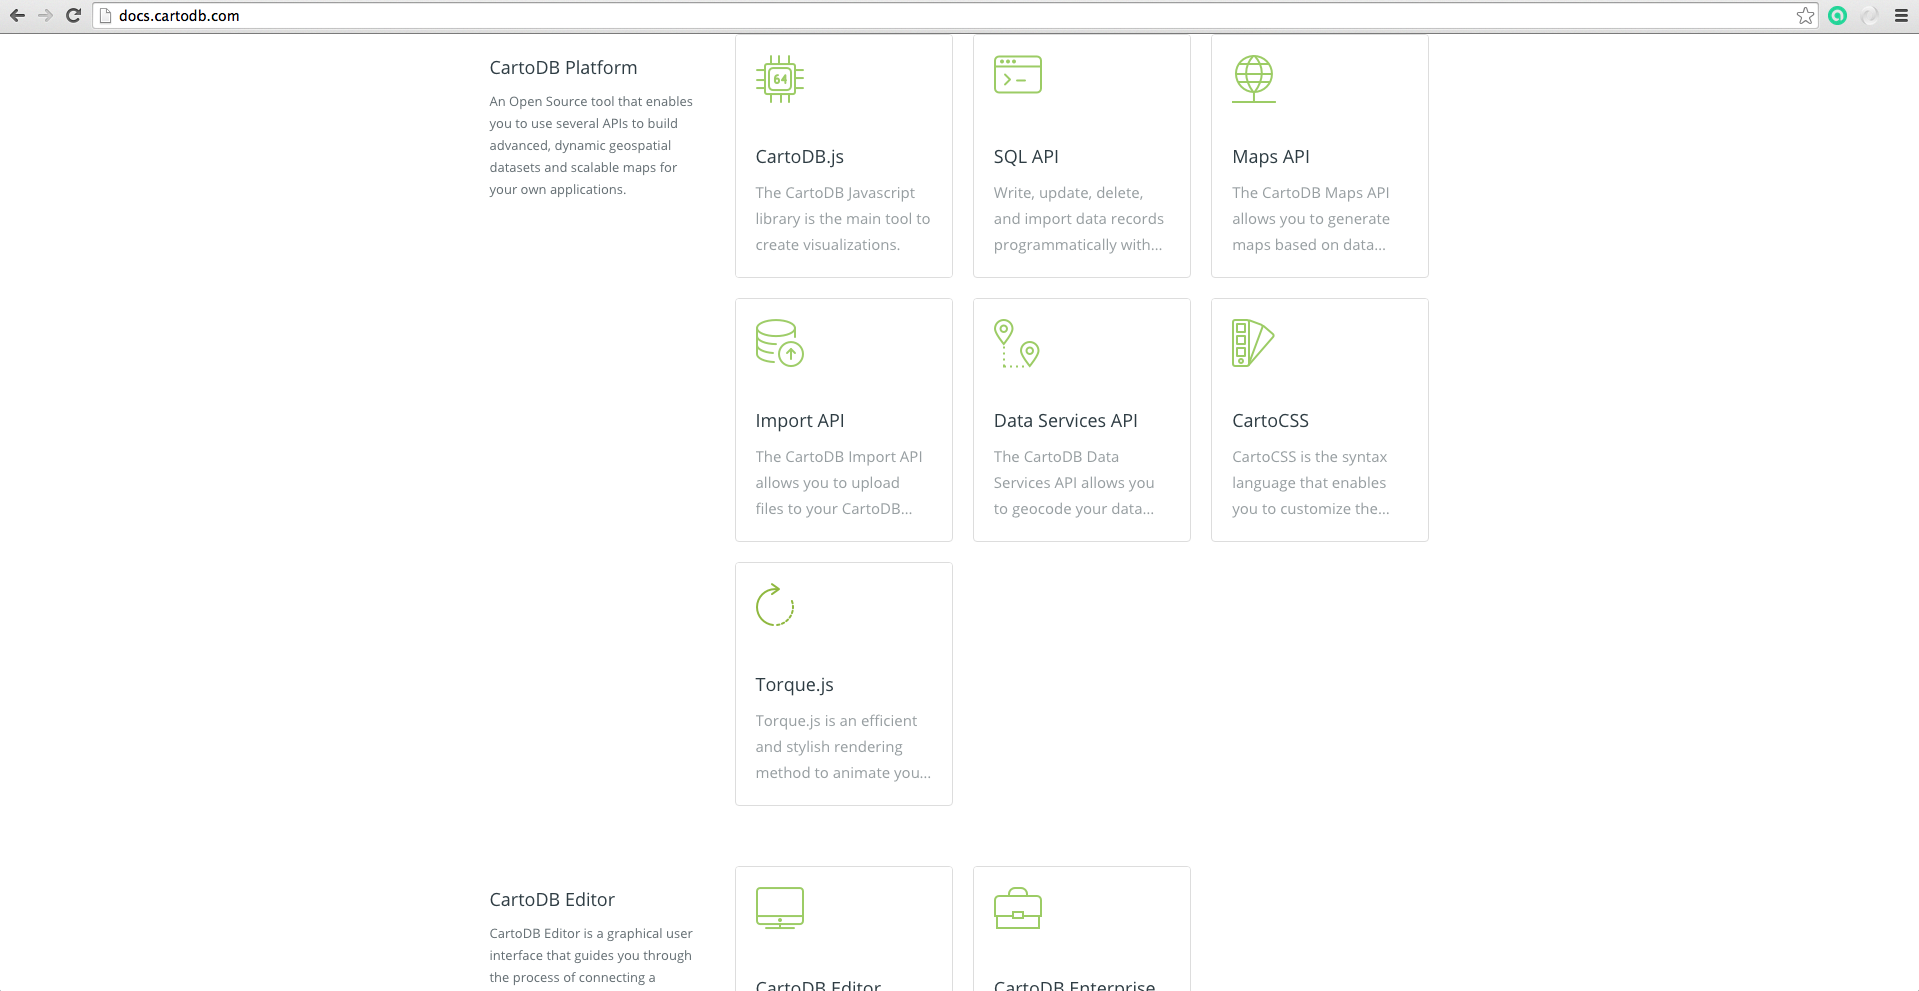 docs.cartodb.com
CartoDB Platform
An Open Source tool that enables
you to use several APIs to build
advanced, dynamic geospatial
datasets and scalable maps for
your own applications.
64
CartoDB.js
The CartoDB Javascript
library is the main tool to
create visualizations.
SQL API
Write, update, delete,
and import data records
programmatically with...
Maps API
The CartoDB Maps API
allows you to generate
maps based on data...
Import API
The CartoDB Import API
allows you to upload
files to your CartoDB...
Data Services API
The CartoDB Data
Services API allows you
to geocode your data...
CartoCSS
CartoCSS is the syntax
language that enables
you to customize the...
Torque.js
Torque.js is an efficient
and stylish rendering
method to animate you...
CartoDB Editor
CartoDB Editor is a graphical user
interface that guides you through
the process of connecting a
CartoDB Editor
CartoDB Enterprise